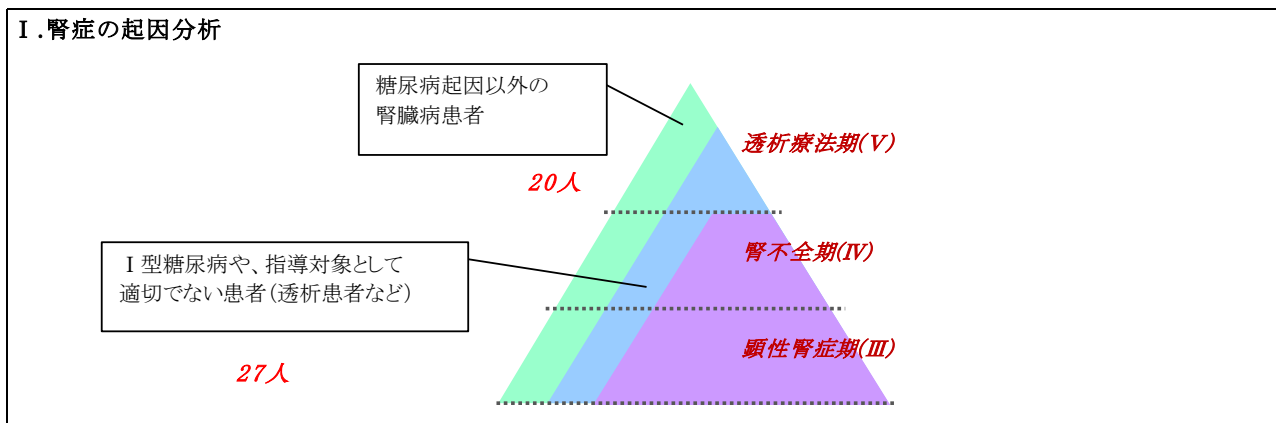 Ⅰ.腎症の起因分析
糖尿病起因以外の
腎臓病患者
透析療法期(Ⅴ)
20人
Ⅰ型糖尿病や、指導対象として
適切でない患者(透析患者など)
腎不全期(Ⅳ)
顕性腎症期(Ⅲ)
27人